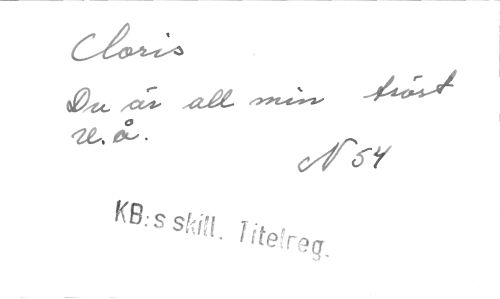 Cloris
Du är all min tröst
U.å.
N 54
KB:s skill. Titelreg.